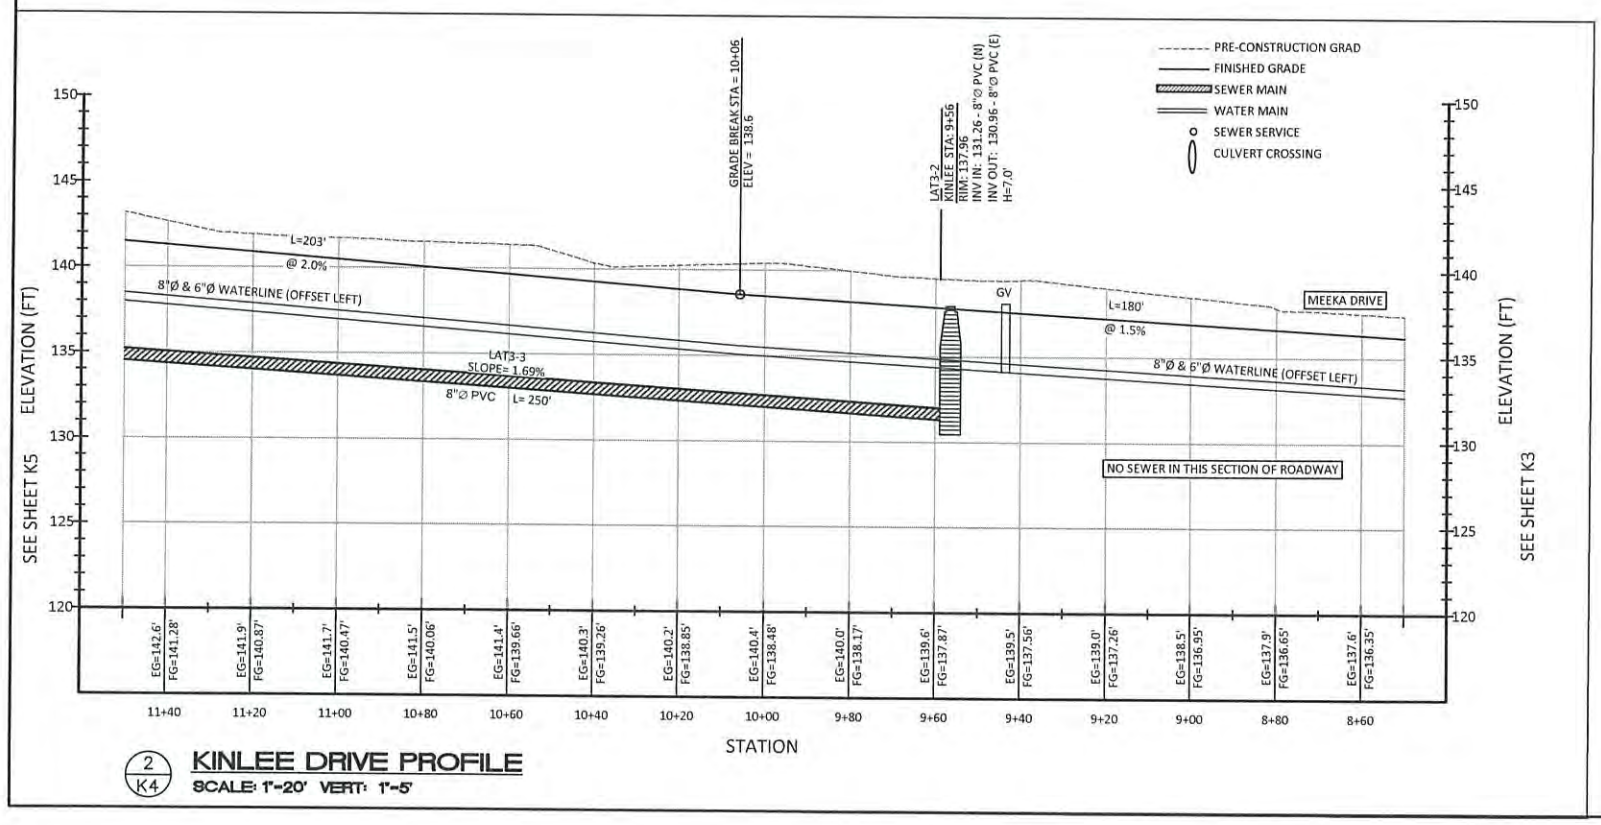 PRE-CONSTRUCTION GRAD
FINISHED GRADE
SEWER MAIN
WATER MAIN
SEWER SERVICE
CULVERT CROSSING
GRADE BREAK STA = 10+06
ELEV = 138.6
LAT3-2
KINLEE STA: 9+56
RIM: 137.96
INV IN: 131.26 - 8"Ø PVC (N)
INV OUT: 130.96 - 8"Ø PVC (E)
H=7.0'
150
145
140
135
130
125
120
ELEVATION (FT)
SEE SHEET K5
L=203'
@ 2.0%
8"Ø & 6"Ø WATERLINE (OFFSET LEFT)
LAT3-3
SLOPE= 1.69%
8"Ø PVC L= 250'
GV
L=180'
@ 1.5%
MEEKA DRIVE
8"Ø & 6"Ø WATERLINE (OFFSET LEFT)
NO SEWER IN THIS SECTION OF ROADWAY
150
145
140
135
130
125
120
ELEVATION (FT)
SEE SHEET K3
EG=142.6'
FG=141.28'
EG=141.9'
FG=140.87'
EG=141.7'
FG=140.47'
EG=141.5'
FG=140.06'
EG=141.4'
FG=139.66'
EG=140.3'
FG=139.26'
EG=140.2'
FG=138.85'
EG=140.4'
FG=138.48'
EG=140.0'
FG=138.17'
EG=139.6'
FG=137.87'
EG=139.5'
FG=137.56'
EG=139.0'
FG=137.26'
EG=138.5'
FG=136.95'
EG=137.9'
FG=136.65'
EG=137.6'
FG=136.35'
11+40 11+20 11+00 10+80 10+60 10+40 10+20 10+00 9+80 9+60 9+40 9+20 9+00 8+80 8+60
STATION
2
K4
KINLEE DRIVE PROFILE
SCALE: 1"-20' VERT: 1"-5'